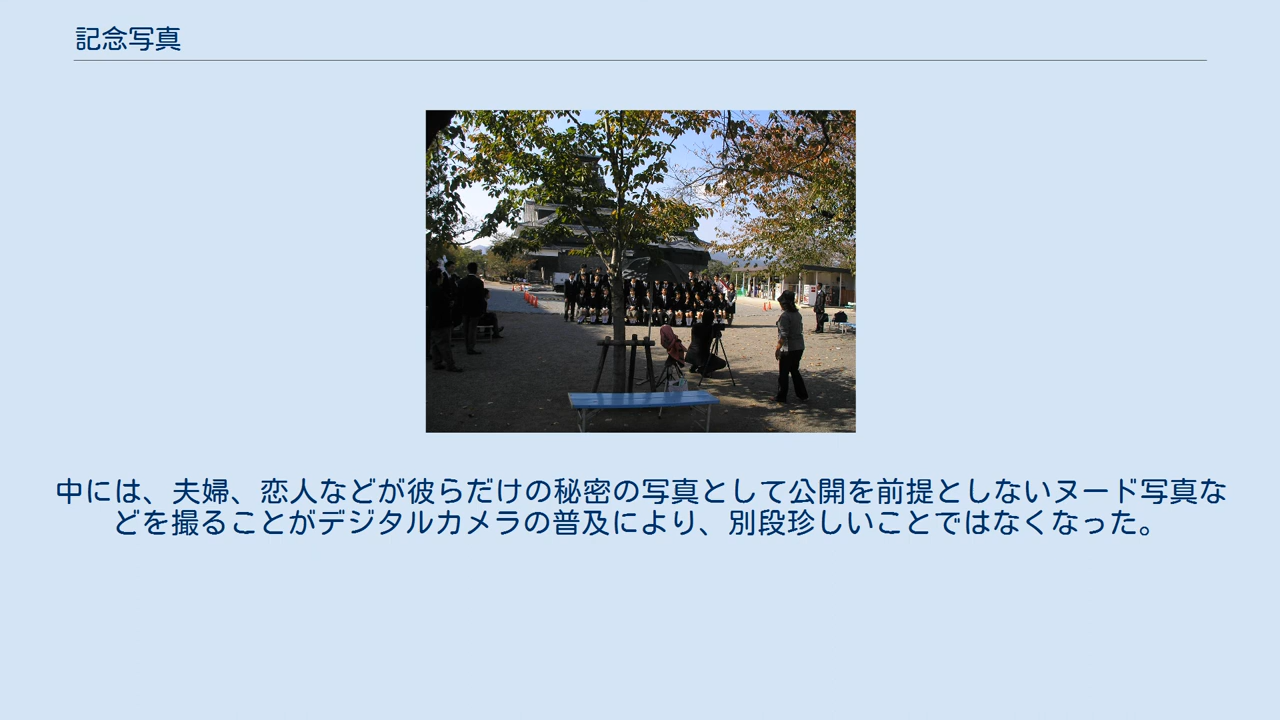 記念写真
中には、夫婦、恋人などが彼らだけの秘密の写真として公開を前提としないヌード写真な
どを撮ることがデジタルカメラの普及により、別段珍しいことではなくなった。